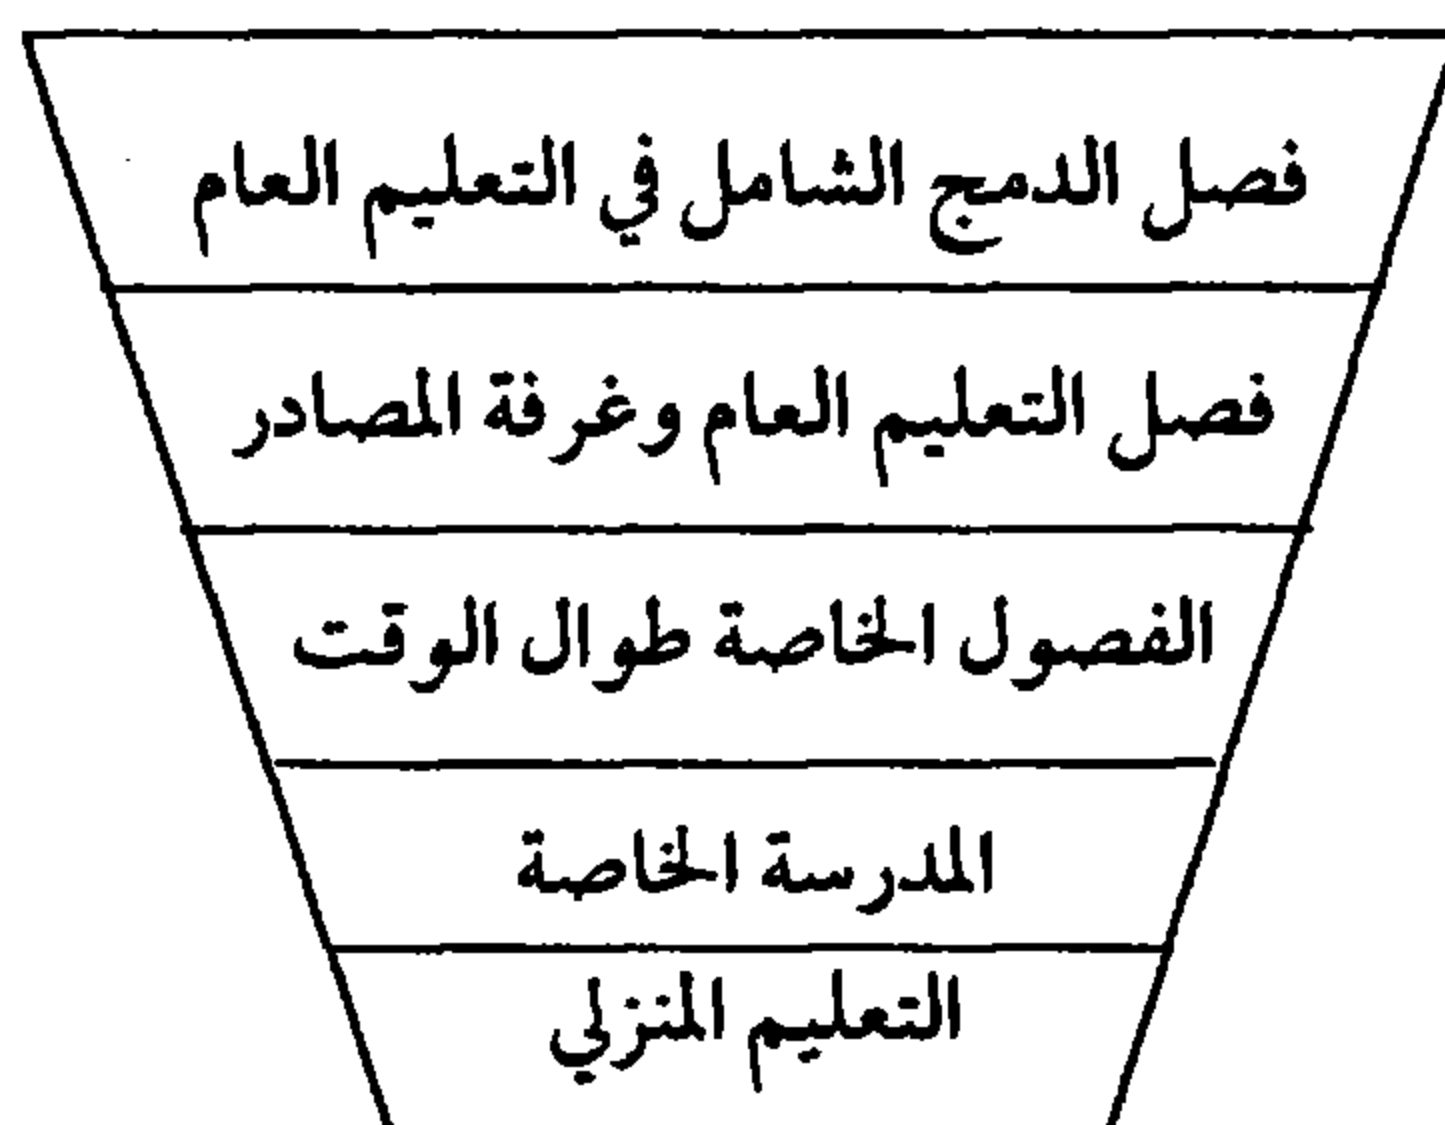 فصل الدمج الشامل في التعليم العام
فصل التعليم العام وغرفة المصادر
الفصول الخاصة طوال الوقت
المدرسة الخاصة
التعليم المنزلي